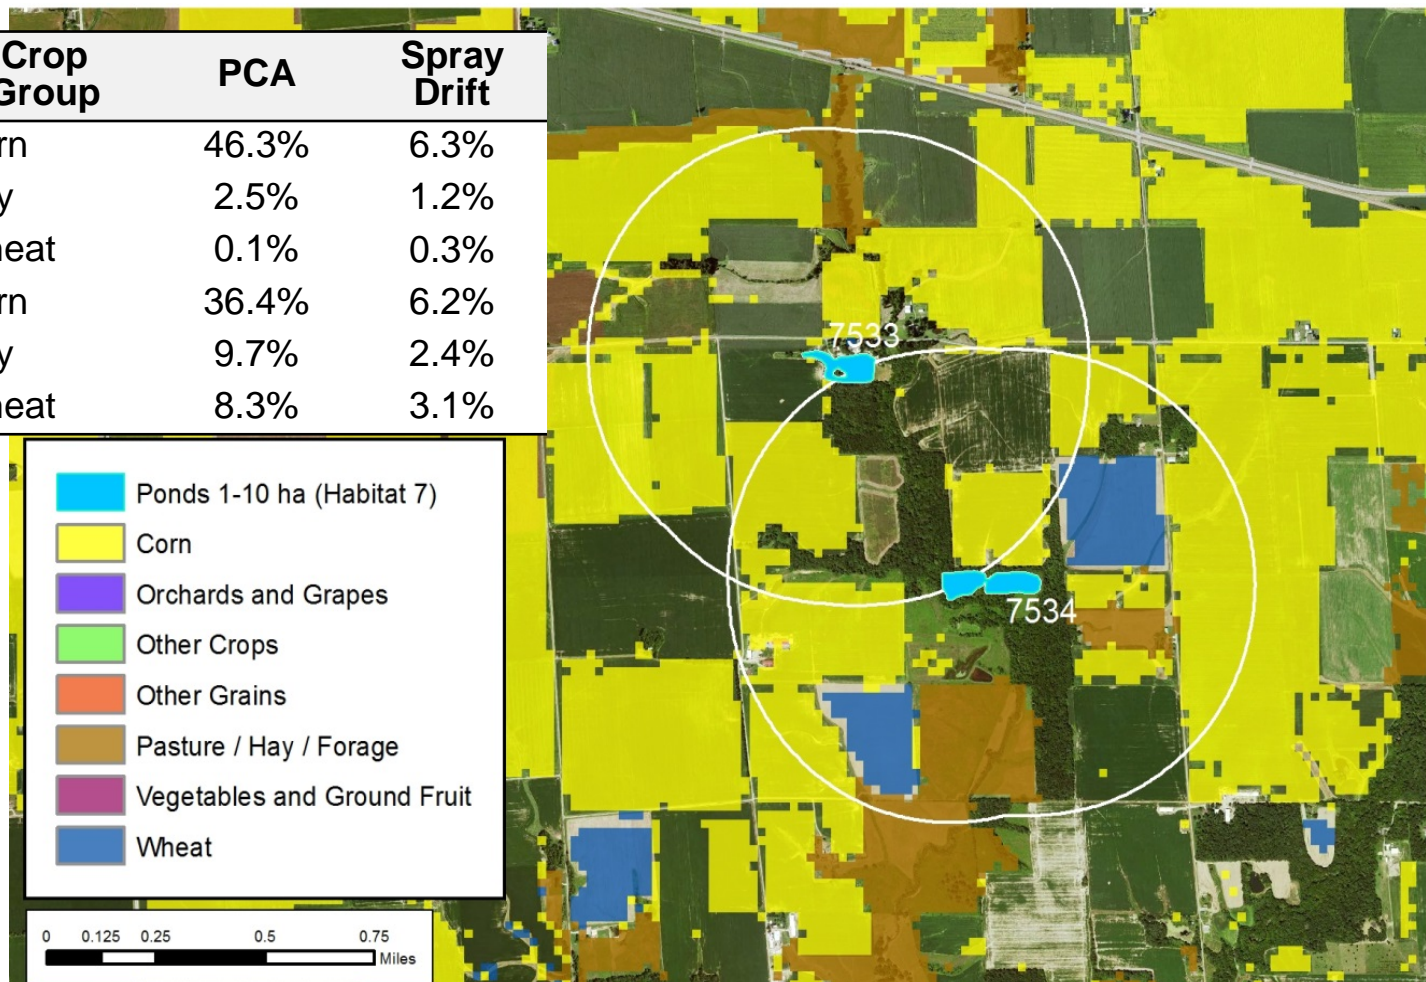 Crop Group PCA Spray Drift
rn 46.3% 6.3%
y 2.5% 1.2%
eat 0.1% 0.3%
rn 36.4% 6.2%
y 9.7% 2.4%
eat 8.3% 3.1%
7533
7534
Ponds 1-10 ha (Habitat 7)
Corn
Orchards and Grapes
Other Crops
Other Grains
Pasture / Hay / Forage
Vegetables and Ground Fruit
Wheat
0 0.125 0.25 0.5 0.75
Miles